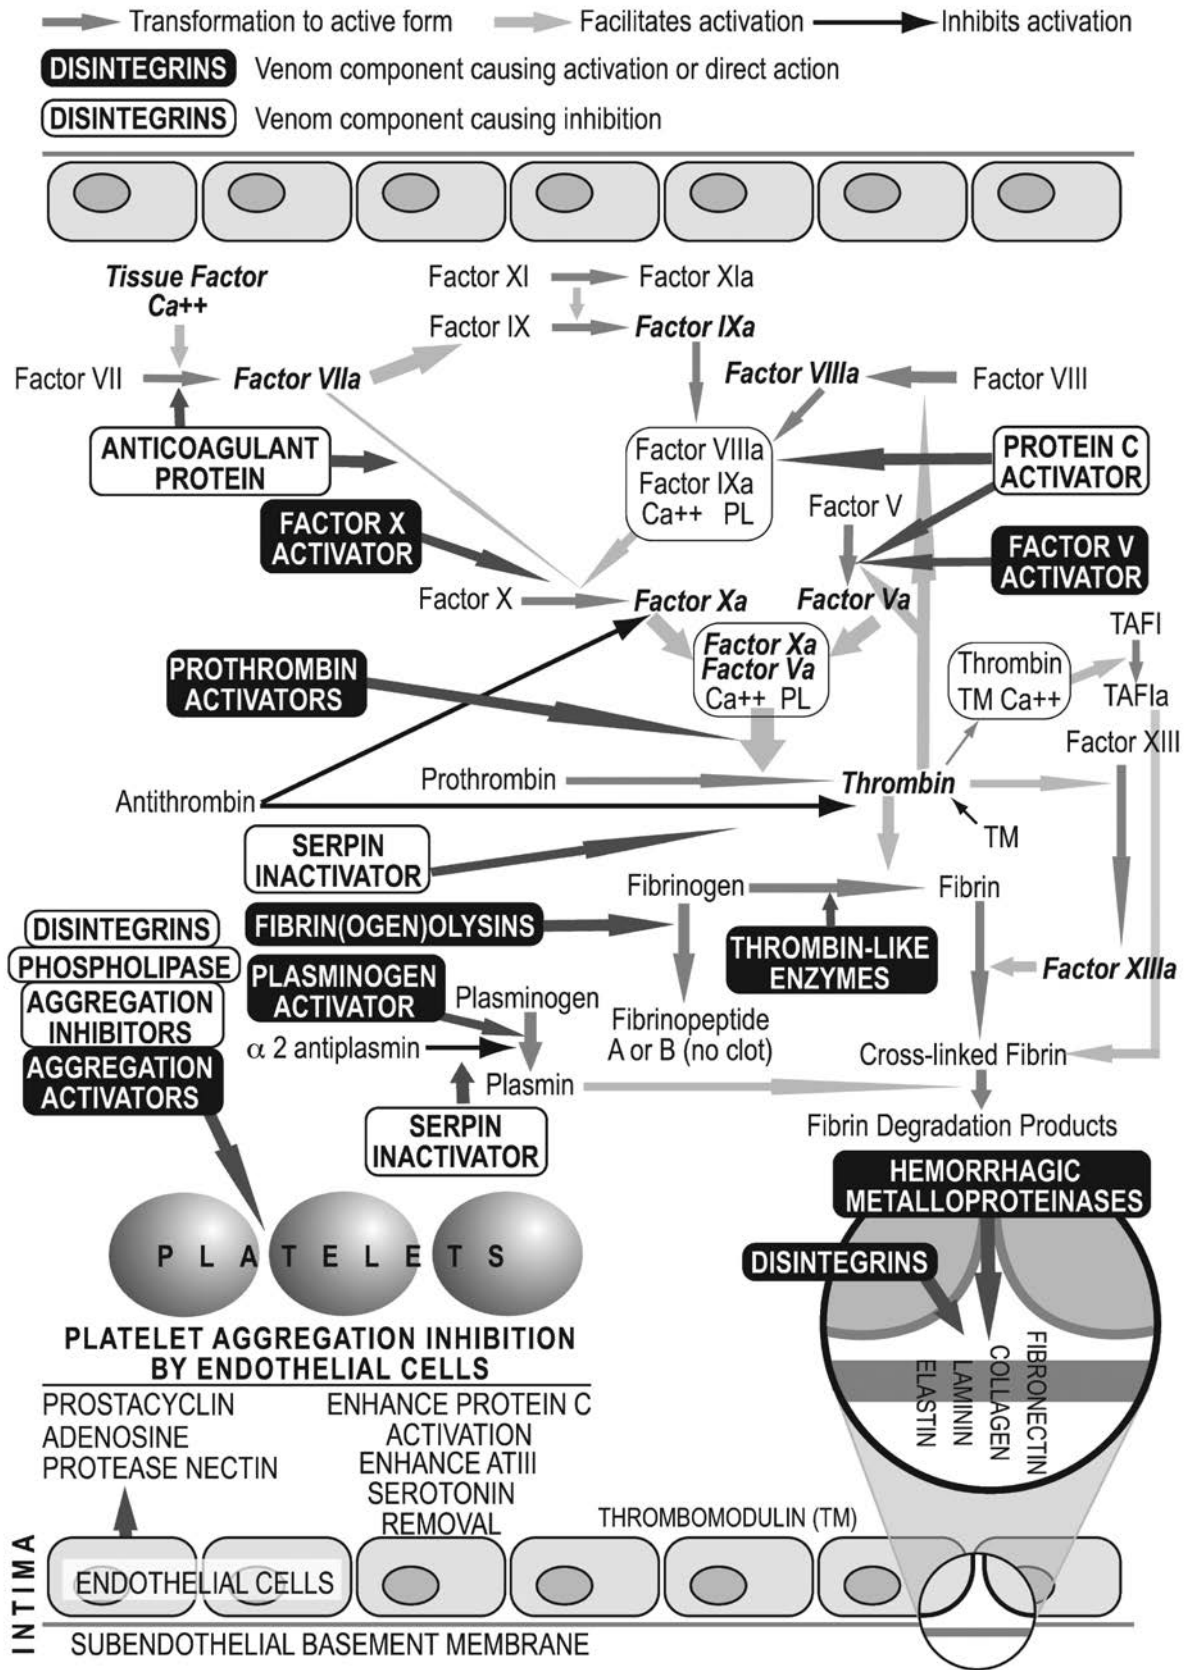 Transformation to active form
Facilitates activation
Inhibits activation
DISINTEGRINS
Venom component causing activation or direct action
DISINTEGRINS
Venom component causing inhibition
Tissue Factor
Ca++
Factor XI
Factor XIa
Factor IX
Factor IXa
Factor VII
Factor VIIa
Factor VIIIa
Factor VIII
ANTICOAGULANT
PROTEIN
Factor VIIIa
Factor IXa
Ca++ PL
PROTEIN C
ACTIVATOR
FACTOR X
ACTIVATOR
Factor V
FACTOR V
ACTIVATOR
Factor X
Factor Xa
Factor Va
Factor Xa
Factor Va
Ca++ PL
TAFI
Thrombin
TM Ca++
TAFIa
PROTHROMBIN
ACTIVATORS
Factor XIII
Prothrombin
Thrombin
Antithrombin
TM
SERPIN
INACTIVATOR
Fibrinogen
Fibrin
DISINTEGRINS
PHOSPHOLIPASE
AGGREGATION
INHIBITORS
AGGREGATION
ACTIVATORS
FIBRIN(OGEN)OLYSINS
THROMBIN-LIKE
ENZYMES
Factor XIIIa
PLASMINOGEN
ACTIVATOR
Plasminogen
Fibrinopeptide
A or B (no clot)
α 2 antiplasmin
Cross-linked Fibrin
Plasmin
SERPIN
INACTIVATOR
Fibrin Degradation Products
HEMORRHAGIC
METALLOPROTEINASES
DISINTEGRINS
PLATELETS
ELASTIN
LAMININ
COLLAGEN
FIBRONECTIN
PLATELET AGGREGATION INHIBITION
BY ENDOTHELIAL CELLS
PROSTACYCLIN
ADENOSINE
PROTEASE NECTIN
ENHANCE PROTEIN C
ACTIVATION
ENHANCE ATIII
SEROTONIN
REMOVAL
THROMBOMODULIN (TM)
INTIMA
ENDOTHELIAL CELLS
SUBENDOTHELIAL BASEMENT MEMBRANE